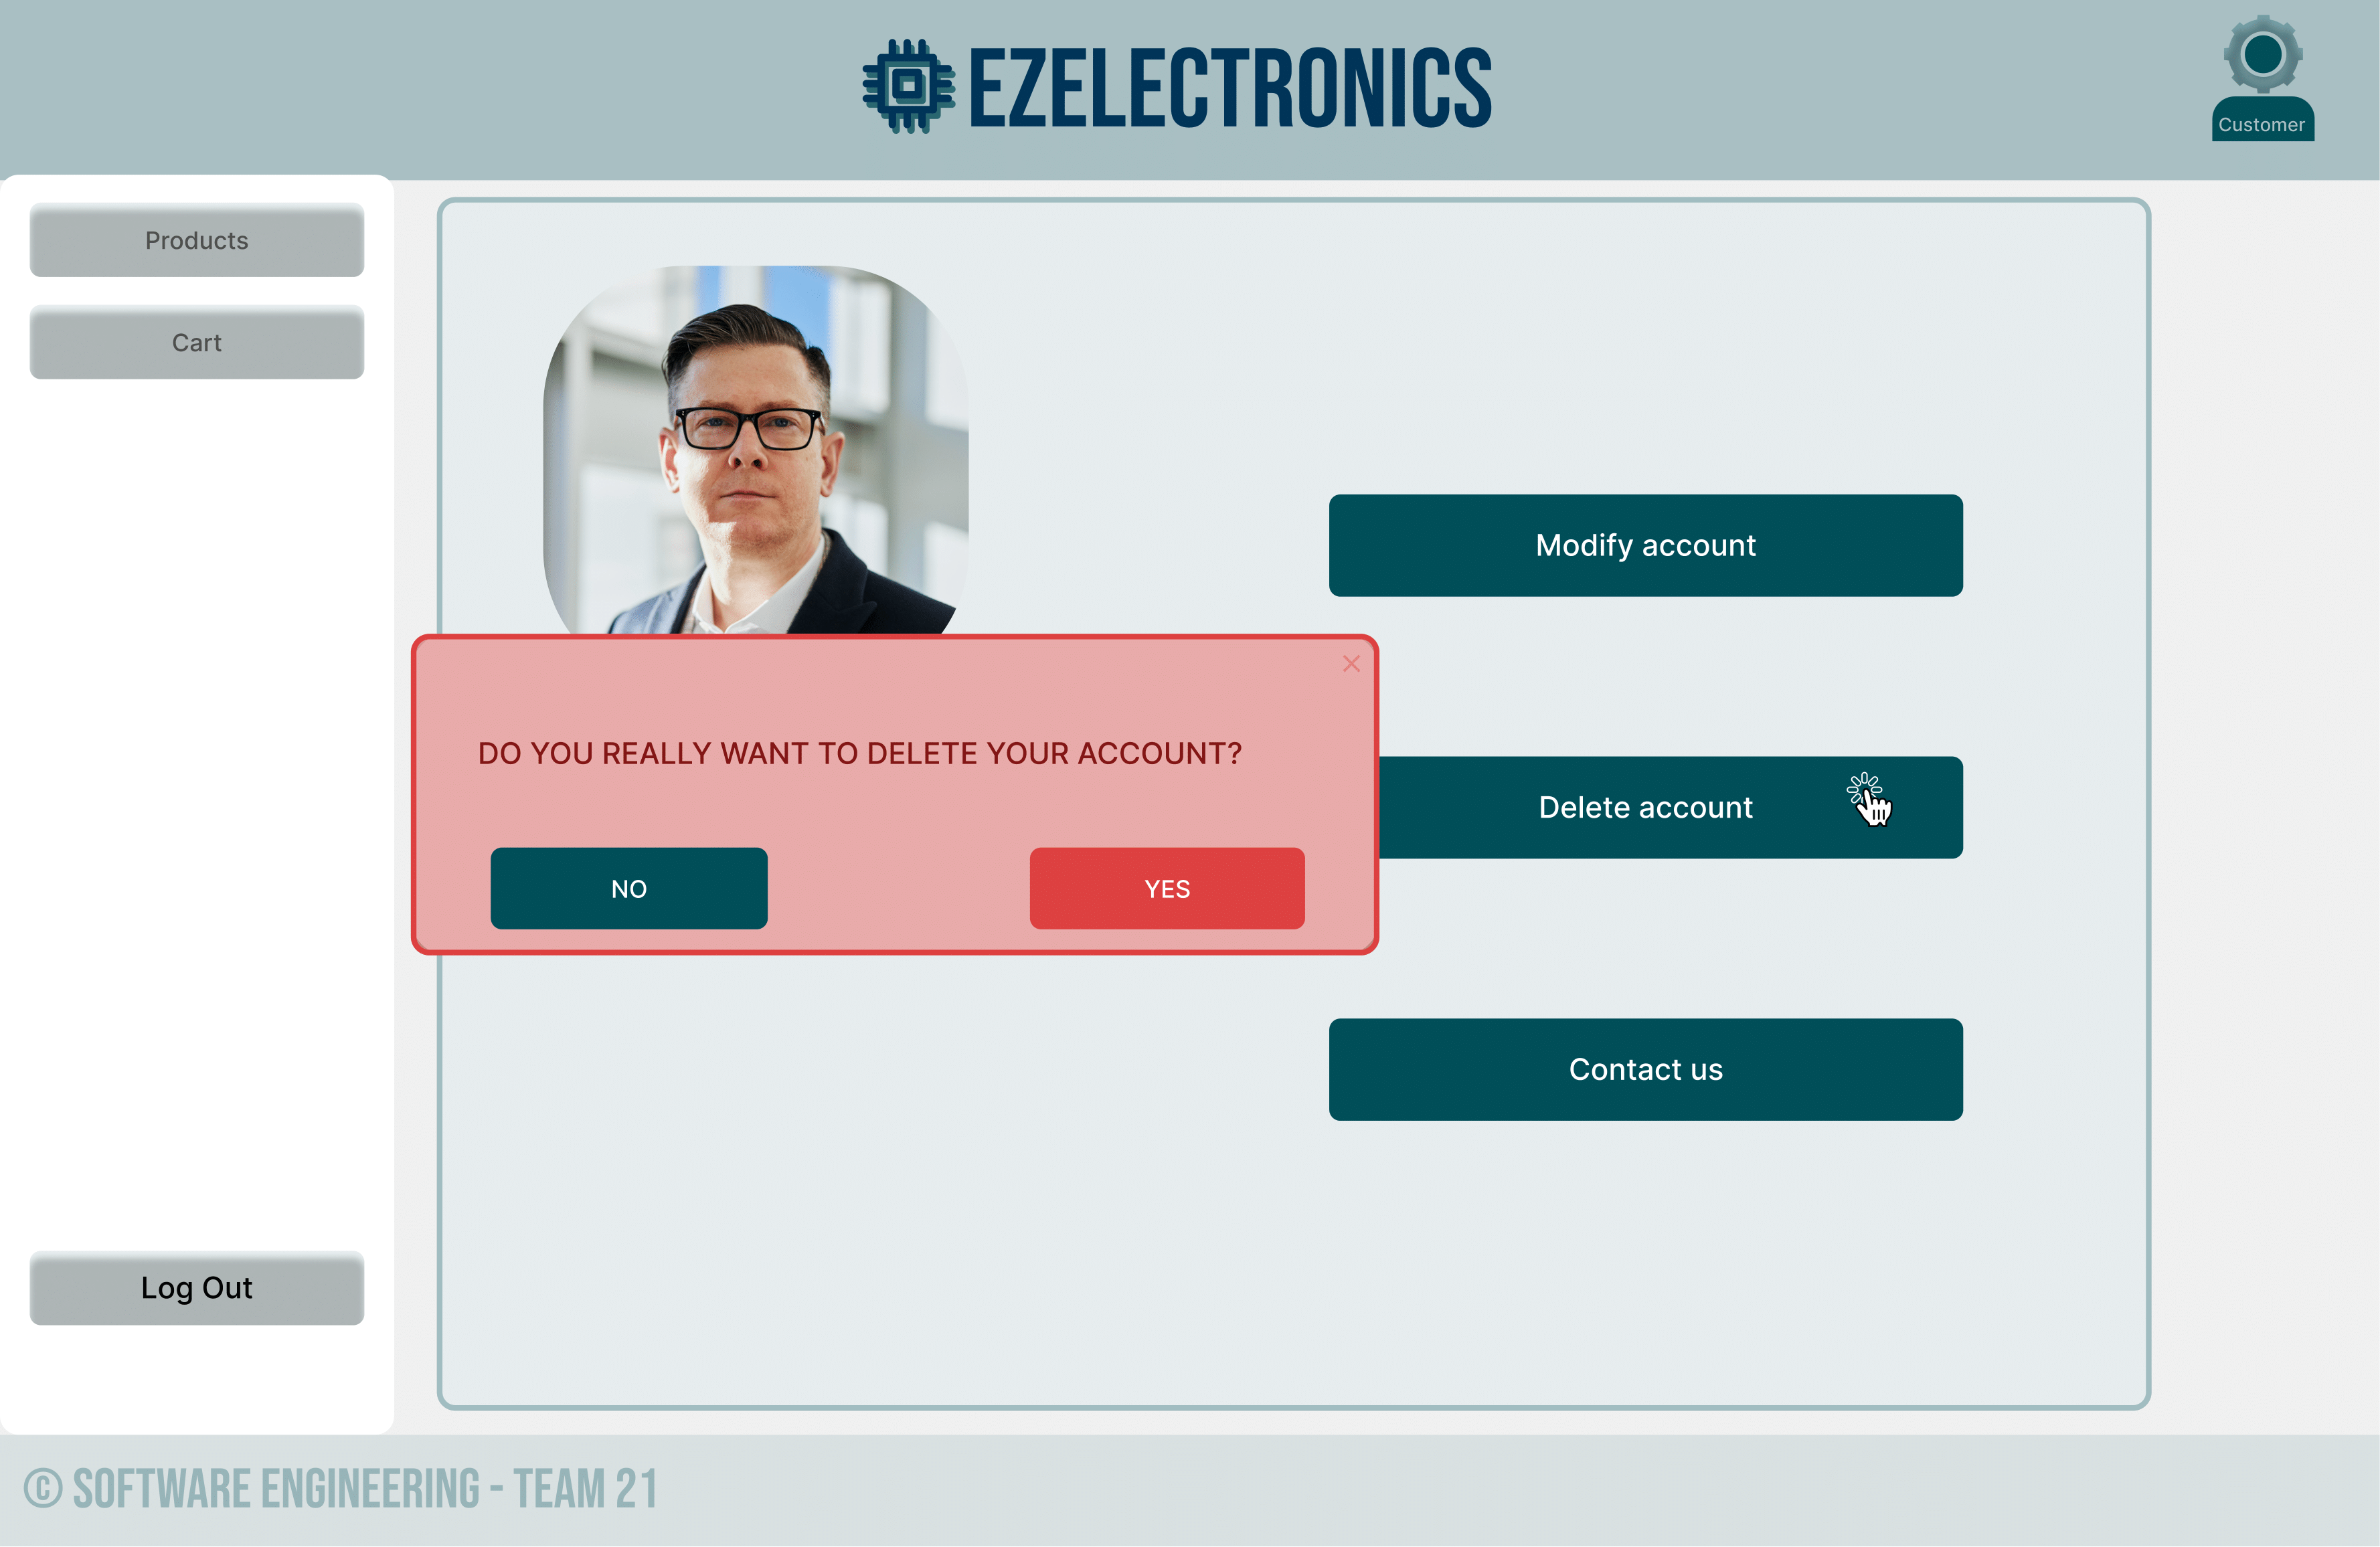 EZELECTRONICS
Customer
Products
Cart
Modify account
DO YOU REALLY WANT TO DELETE YOUR ACCOUNT?
NO
YES
Delete account
Contact us
Log Out
© SOFTWARE ENGINEERING - TEAM 21